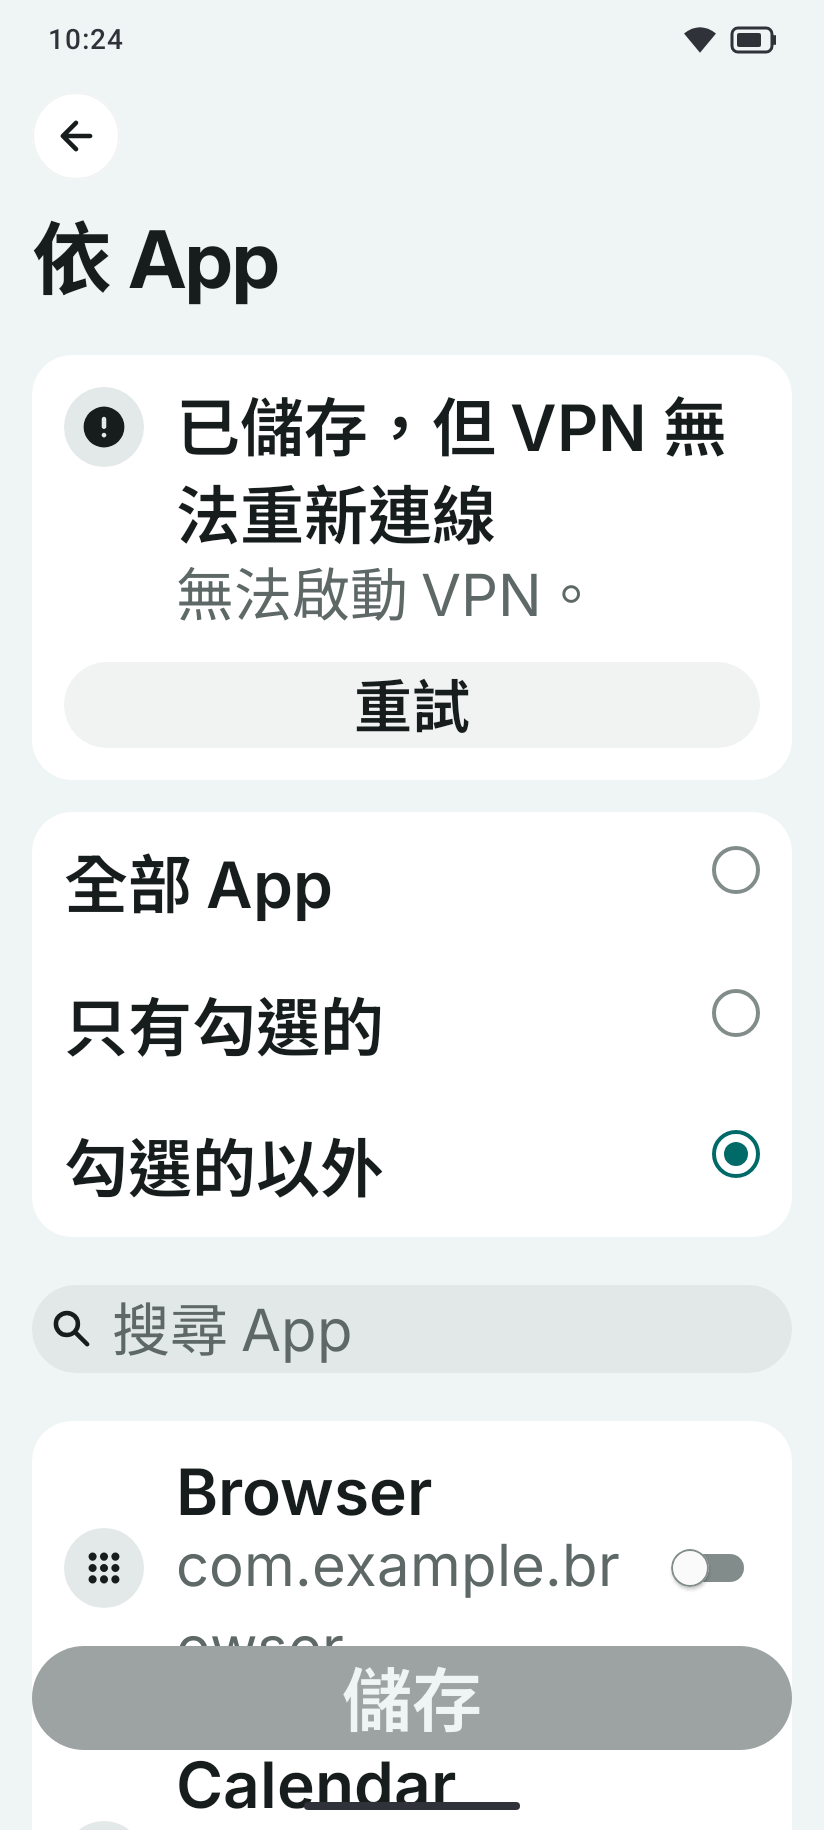 10:24
依 App
已儲存，但 VPN 無
法重新連線
無法啟動 VPN。
重試
全部 App
只有勾選的
勾選的以外
搜尋 App
Browser
com.example.br
owser
儲存
Calendar